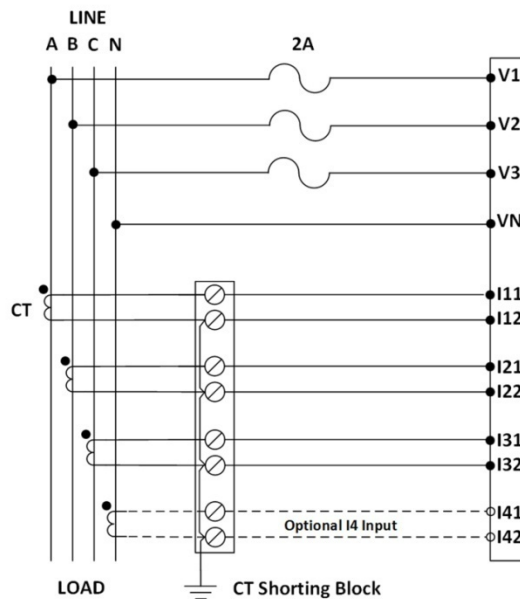 LINE
A B C N 2A
V1
V2
V3
VN
I11
CT
I12
I21
I22
I31
I32
I41
Optional I4 Input
I42
LOAD
CT Shorting Block